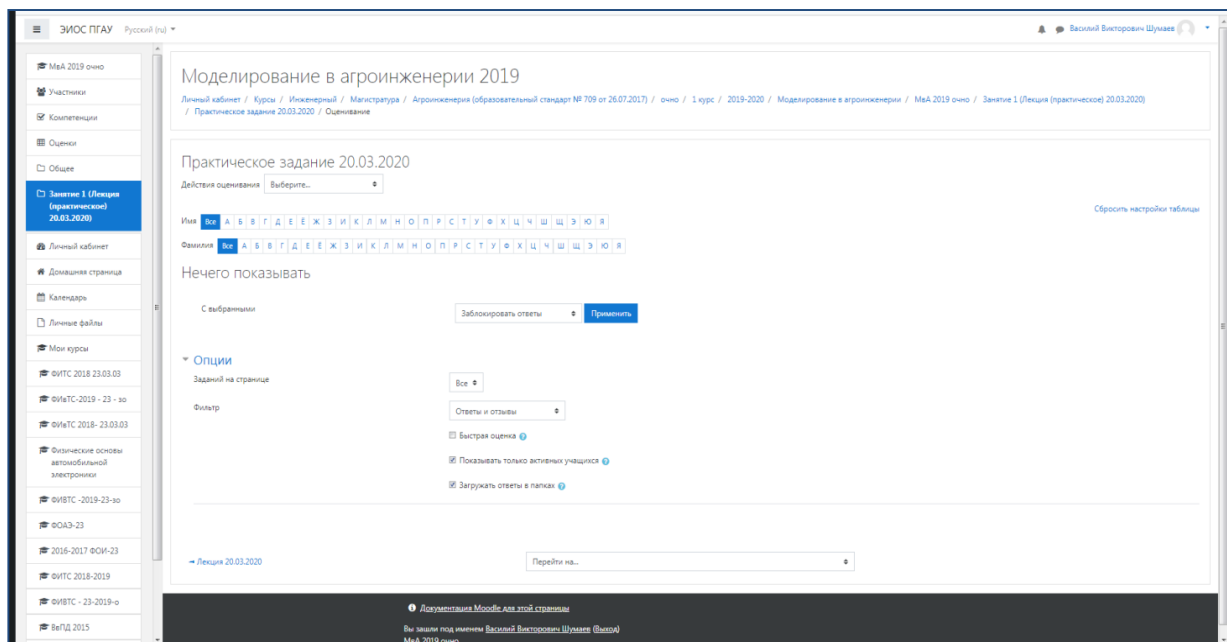 ЭИОС ПГАУ Русский (ru)
Василий Викторович Шумаев
МвА 2019 очно
Участники
Компетенции
Оценки
Общее
Занятие 1 (Лекция
(практическое)
20.03.2020)
Личный кабинет
Домашняя страница
Календарь
Личные файлы
Мои курсы
ФИТС 2018 23.03.03
ФИвТС-2019 - 23 - зо
ФИвТС 2018- 23.03.03
Физические основы
автомобильной
электроники
ФИВТС -2019-23-зо
ФОАЭ-23
2016-2017 ФОИ-23
ФИТС 2018-2019
ФИВТС - 23-2019-о
ВвПД 2015
Моделирование в агроинженерии 2019
Личный кабинет / Курсы / Инженерный / Магистратура / Агроинженерия (образовательный стандарт № 709 от 26.07.2017) / очно / 1 курс / 2019-2020 / Моделирование в агроинженерии / МвА 2019 очно / Занятие 1 (Лекция (практическое) 20.03.2020)
/ Практическое задание 20.03.2020 / Оценивание
Практическое задание 20.03.2020
Действия оценивания Выберите...
Сбросить настройки таблицы
Имя Все А Б В Г Д Е Ё Ж З И К Л М Н О П Р С Т У Ф Х Ц Ч Ш Щ Э Ю Я
Фамилия Все А Б В Г Д Е Ё Ж З И К Л М Н О П Р С Т У Ф Х Ц Ч Ш Щ Э Ю Я
Нечего показывать
С выбранными Заблокировать ответы Применить
Опции
Заданий на странице Все
Фильтр Ответы и отзывы
Быстрая оценка
Показывать только активных учащихся
Загружать ответы в папках
Лекция 20.03.2020 Перейти на...
Документация Moodle для этой страницы
Вы зашли под именем Василий Викторович Шумаев (Выход)
МвА 2019 очно